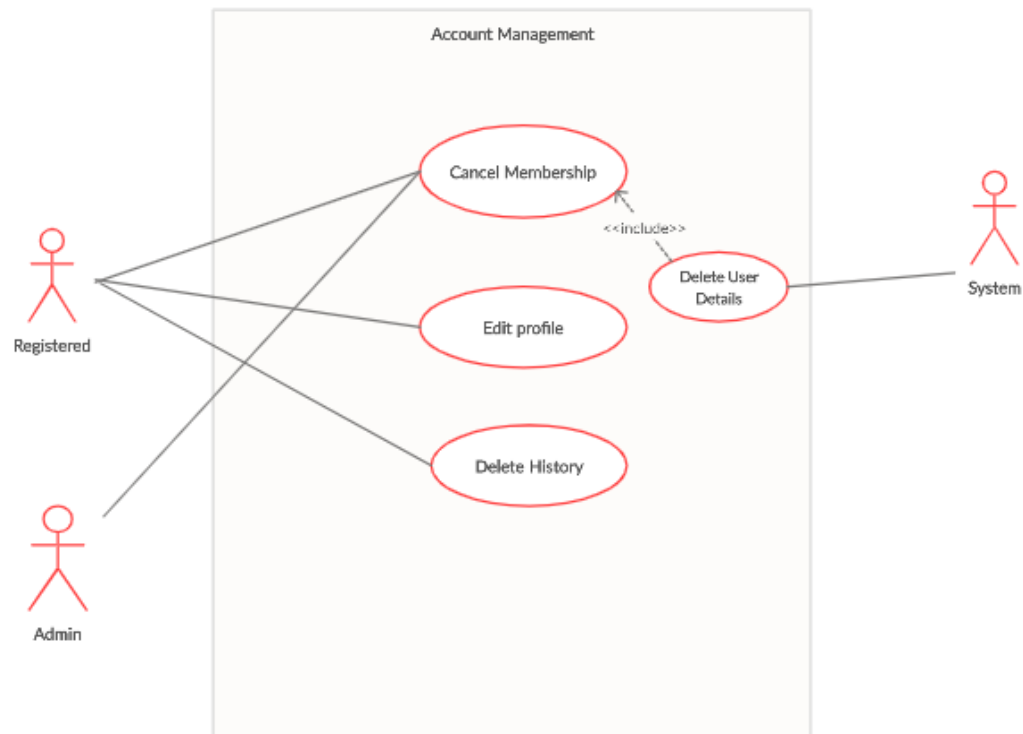 Account Management
Cancel Membership
<<include>>
Delete User
Details
System
Edit profile
Registered
Delete History
Admin